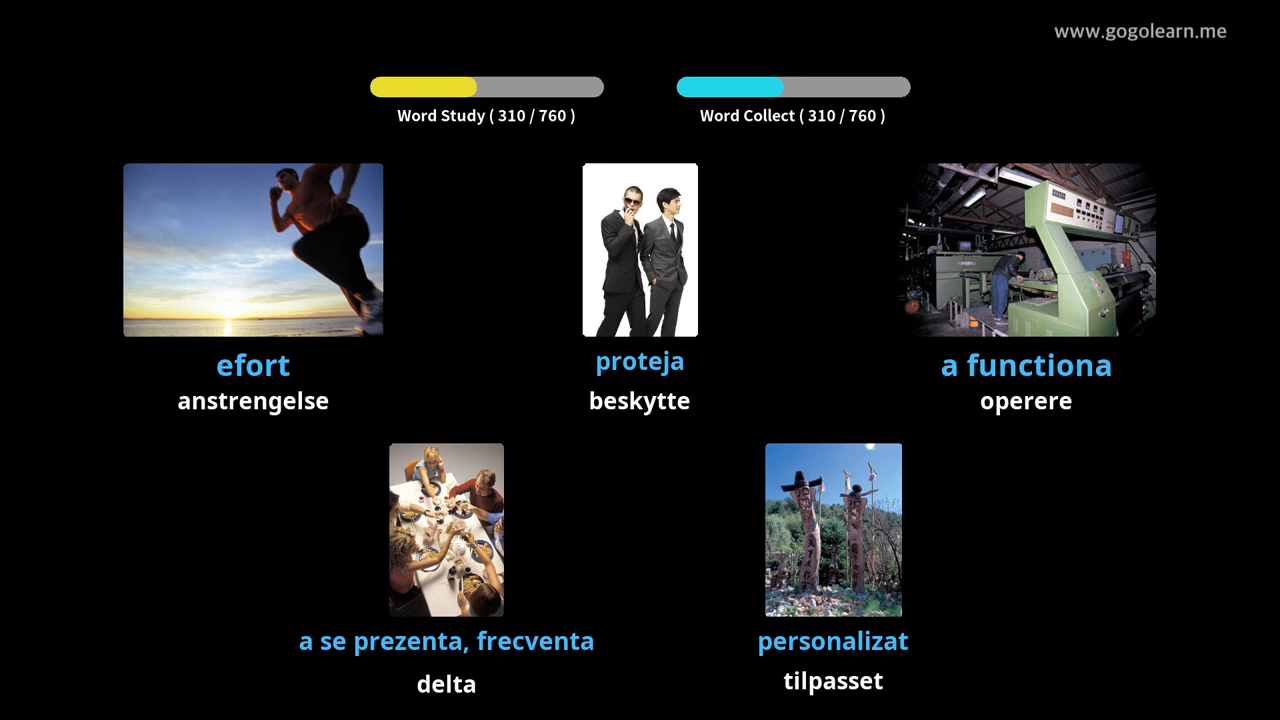 www.gogolearn.me
Word Study ( 310 / 760 )
Word Collect ( 310 / 760 )
efort
anstrengelse
proteja
beskytte
a functiona
operere
a se prezenta, frecventa
delta
personalizat
tilpasset